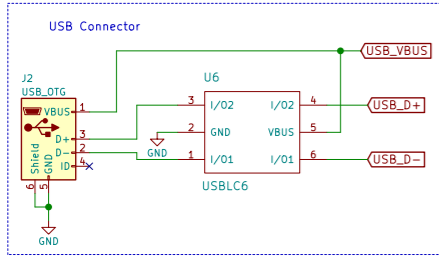 USB Connector
USB_VBUS
J2
USB_OTG
VBUS 1
D+ 3
D- 2
ID 4
Shield
GND
6
5
GND
GND
U6
3 I/O2 I/O2 4
2 GND VBUS 5
1 I/O1 I/O1 6
USBLC6
USB_D+
USB_D-